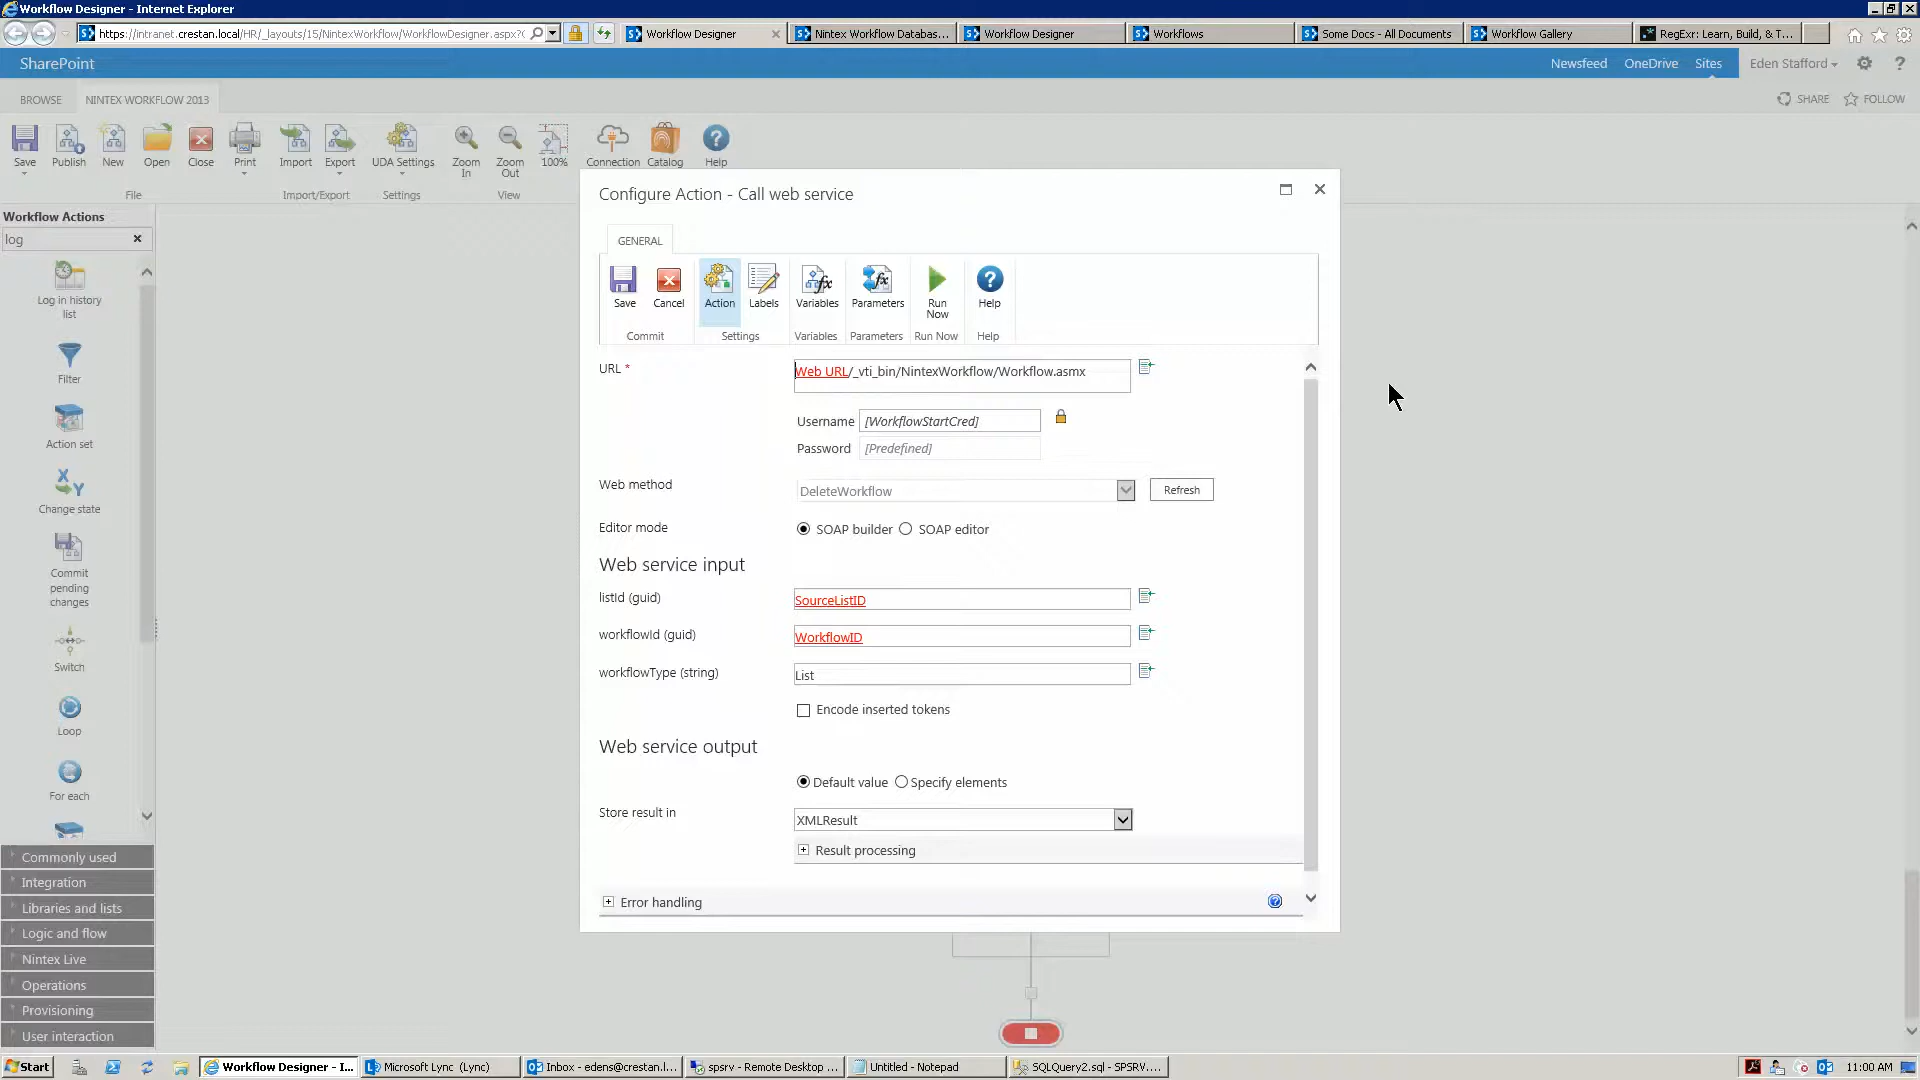 Workflow Designer - Internet Explorer
https://intranet.crestan.local/HR/_layouts/15/NintexWorkflow/WorkflowDesigner.aspx?
Workflow Designer
Nintex Workflow Databas...
Workflow Designer
Workflows
Some Docs - All Documents
Workflow Gallery
RegExr: Learn, Build, & T...
SharePoint
Newsfeed
OneDrive
Sites
Eden Stafford
?
BROWSE
NINTEX WORKFLOW 2013
SHARE
FOLLOW
Save
Publish
New
Open
Close
Print
Import
Export
UDA Settings
Zoom In
Zoom Out
100%
Connection
Catalog
Help
File
Import/Export
Settings
View
Workflow Actions
log
Log in history list
Filter
Action set
Change state
Commit pending changes
Switch
Loop
For each
Commonly used
Integration
Libraries and lists
Logic and flow
Nintex Live
Operations
Provisioning
User interaction
Configure Action - Call web service
GENERAL
Save
Cancel
Action
Labels
Variables
Parameters
Run Now
Help
Commit
Settings
Variables
Parameters
Run Now
Help
URL *
Web URL/_vti_bin/NintexWorkflow/Workflow.asmx
Username
[WorkflowStartCred]
Password
[Predefined]
Web method
DeleteWorkflow
Refresh
Editor mode
SOAP builder
SOAP editor
Web service input
listId (guid)
SourceListID
workflowId (guid)
WorkflowID
workflowType (string)
List
Encode inserted tokens
Web service output
Default value
Specify elements
Store result in
XMLResult
Result processing
Error handling
Start
Workflow Designer - I...
Microsoft Lync (Lync)
Inbox - edens@crestan.l...
spsrv - Remote Desktop ...
Untitled - Notepad
SQLQuery2.sql - SPSRV....
11:00 AM